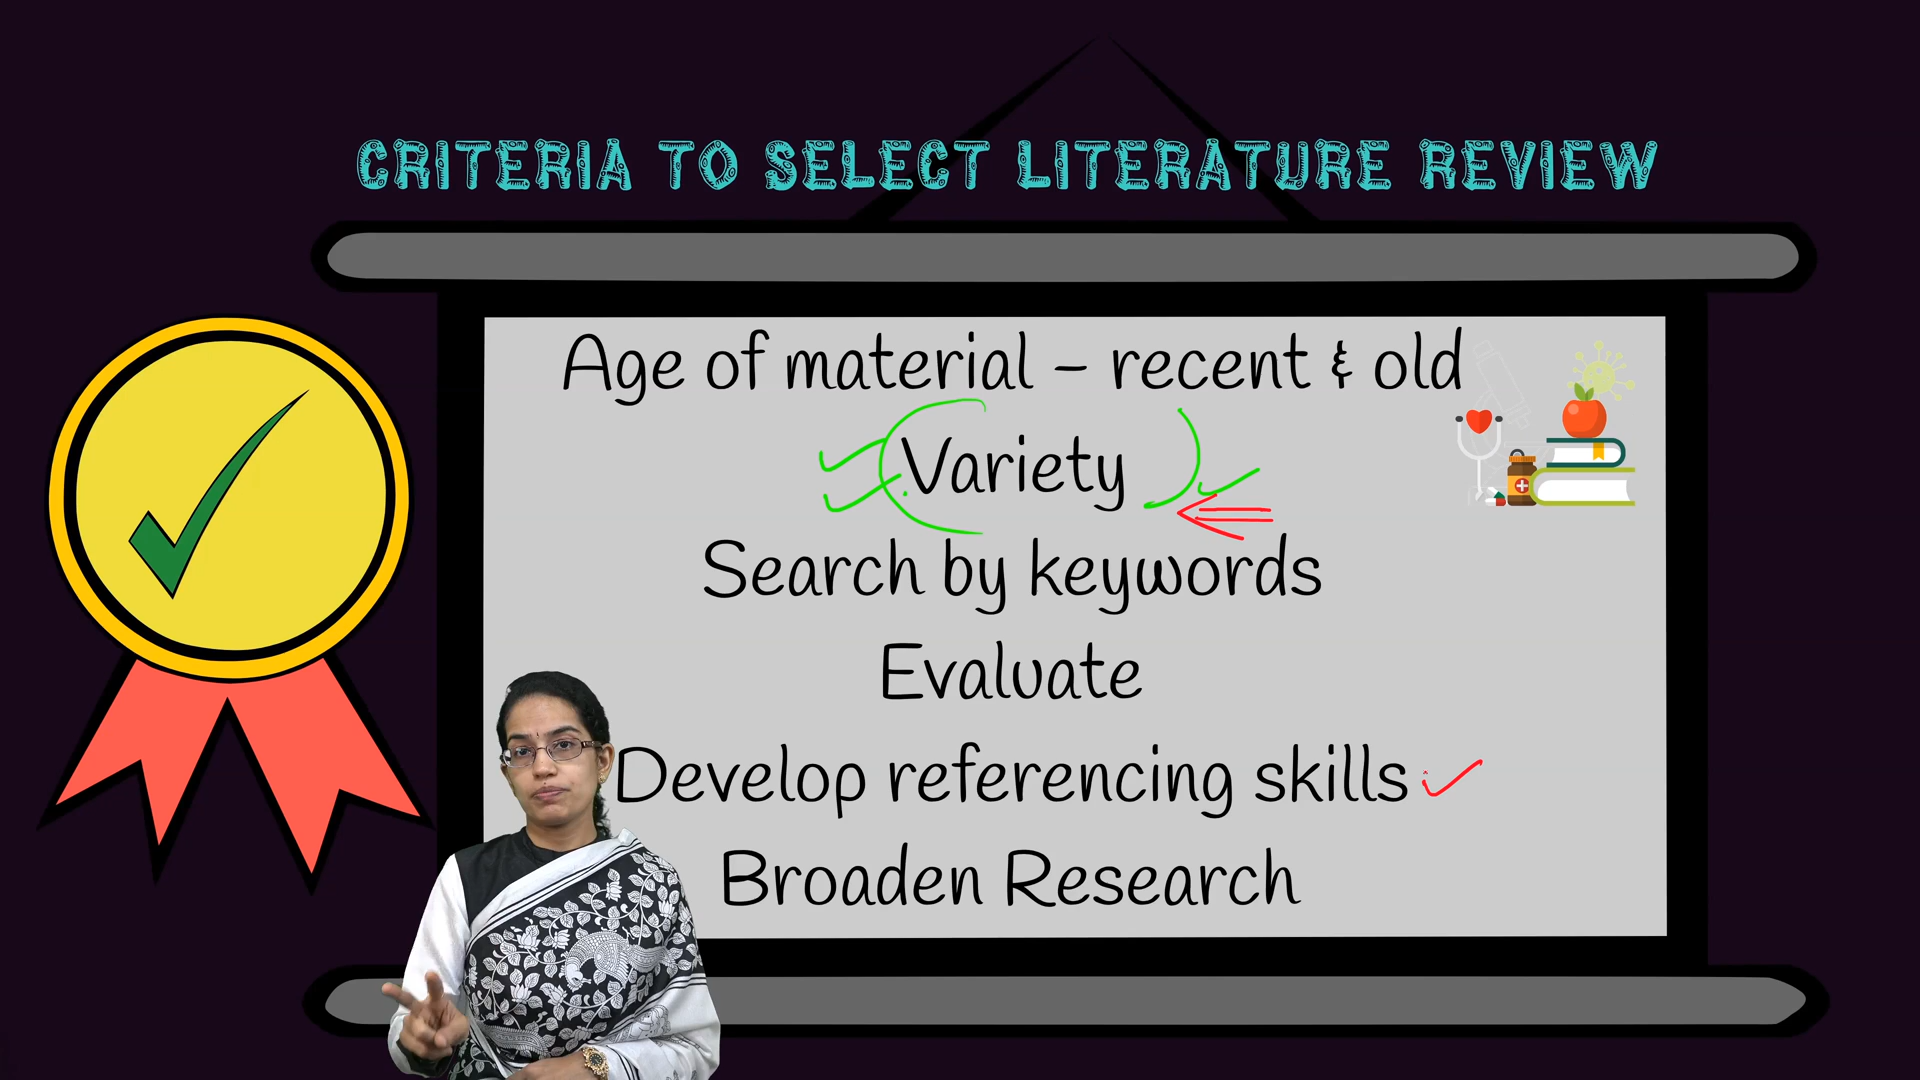 CRITERIA TO SELECT LITERATURE REVIEW
Age of material – recent & old
Variety
Search by keywords
Evaluate
Develop referencing skills
Broaden Research